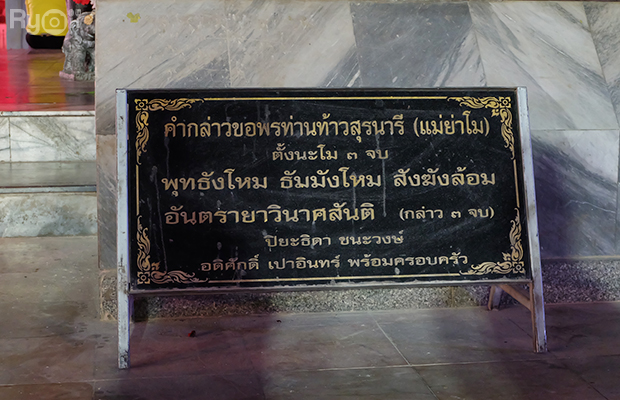 Ryoii
คำกล่าวขอพรท่านท้าวสุรนารี (แม่ย่าโม)
ตั้งนะโม ๓ จบ
พุทธังโหม ธัมมังโหม สังฆังล้อม
อันตรายาวินาศสันติ (กล่าว ๓ จบ)
ปิยะธิดา ชนะวงษ์
อดิศักดิ์ เปาอินทร์ พร้อมครอบครัว